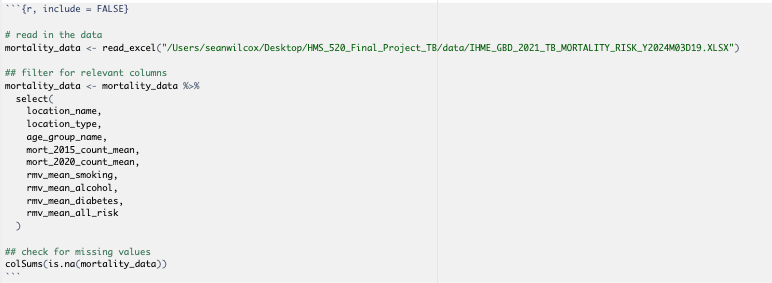 ```{r, include = FALSE}

# read in the data
mortality_data <- read_excel("/Users/seanwilcox/Desktop/HMS_520_Final_Project_TB/data/IHME_GBD_2021_TB_MORTALITY_RISK_Y2024M03D19.XLSX")

## filter for relevant columns
mortality_data <- mortality_data %>%
  select(
    location_name,
    location_type,
    age_group_name,
    mort_2015_count_mean,
    mort_2020_count_mean,
    rmv_mean_smoking,
    rmv_mean_alcohol,
    rmv_mean_diabetes,
    rmv_mean_all_risk
  )

## check for missing values
colSums(is.na(mortality_data))
```